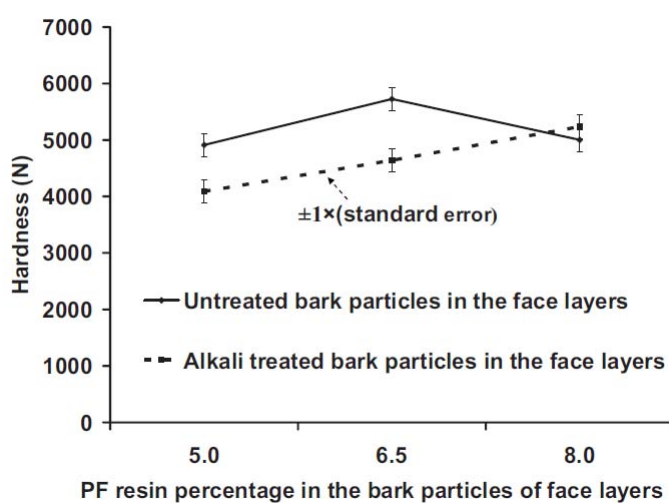 7000
6000
5000
4000
3000
2000
1000
0
Hardness (N)
±1×(standard error)
Untreated bark particles in the face layers
Alkali treated bark particles in the face layers
5.0 6.5 8.0
PF resin percentage in the bark particles of face layers